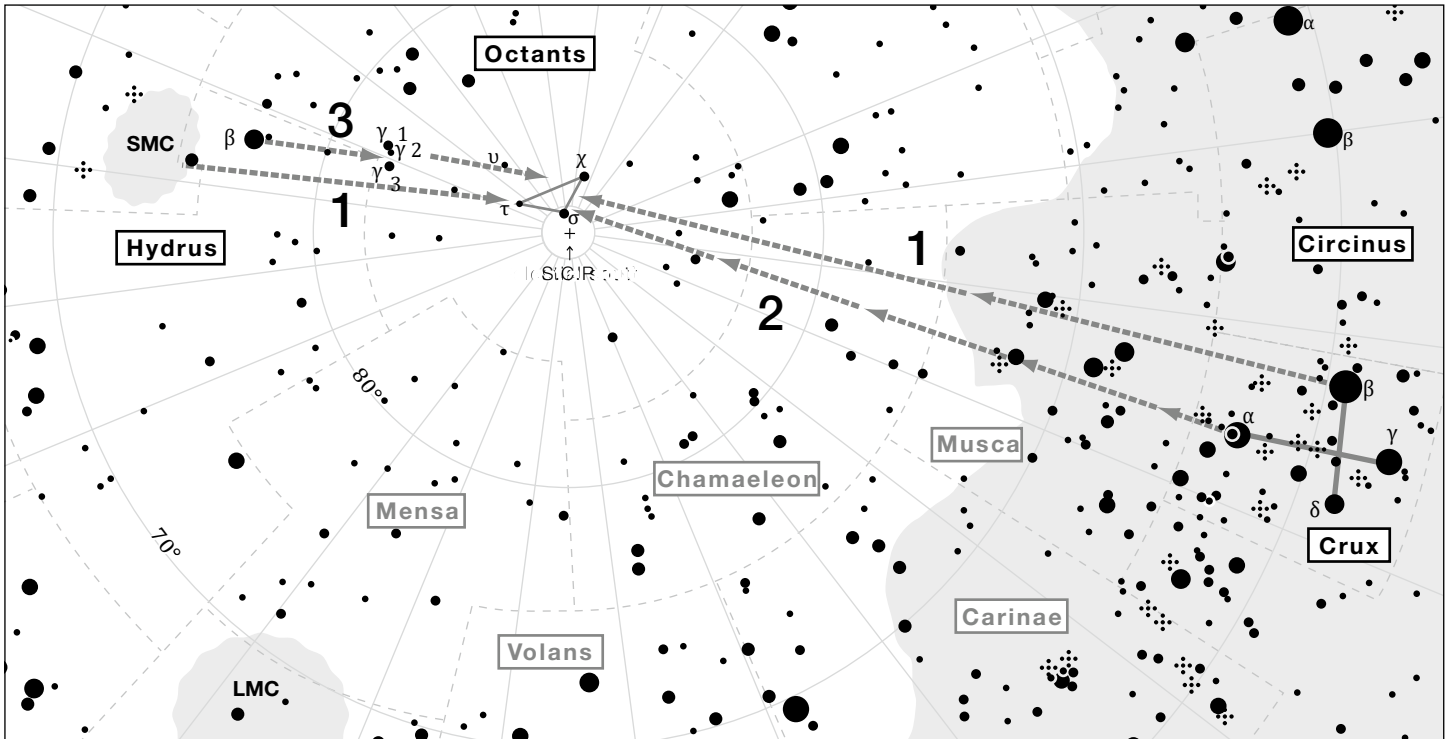 α
Octants
β
3
γ 1
γ 2
γ 3
υ
χ
SMC
β
1
τ
σ
+
Hydrus
1
Circinus
2
80°
β
α
γ
Musca
Chamaeleon
Mensa
δ
70°
Crux
Carinae
Volans
LMC